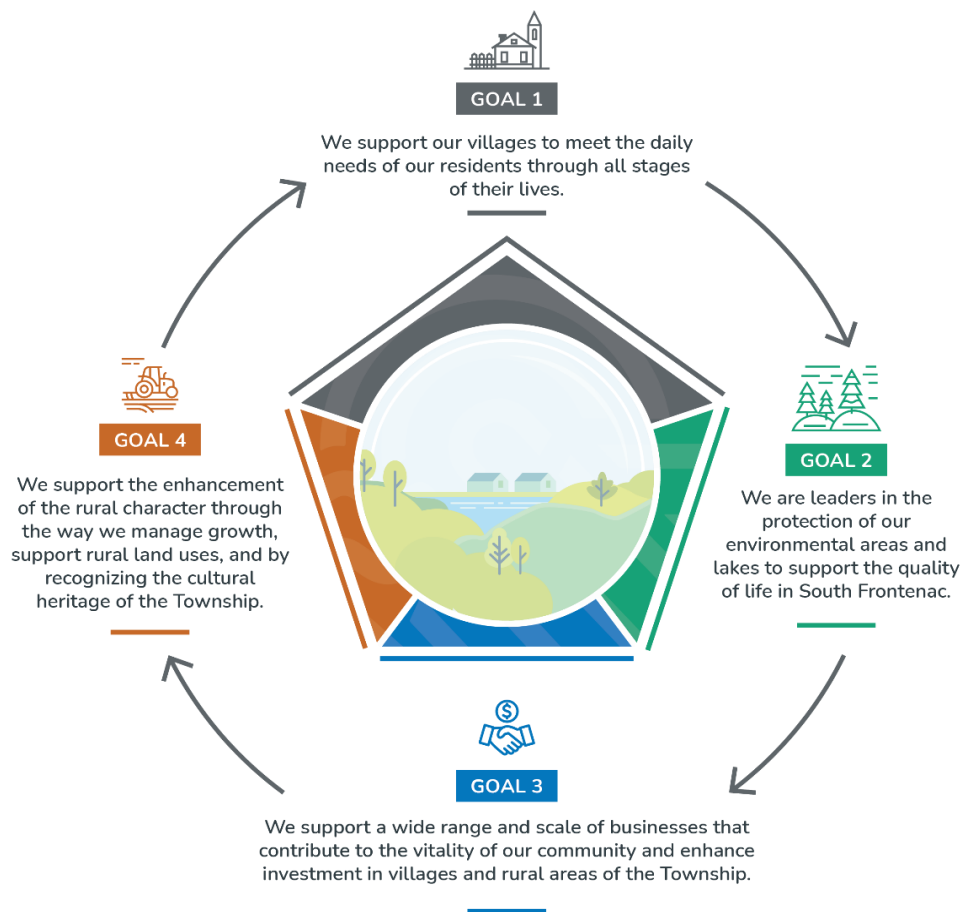 GOAL 1
We support our villages to meet the daily
needs of our residents through all stages
of their lives.
GOAL 2
We are leaders in the
protection of our
environmental areas and
lakes to support the quality
of life in South Frontenac.
$
GOAL 3
We support a wide range and scale of businesses that
contribute to the vitality of our community and enhance
investment in villages and rural areas of the Township.
GOAL 4
We support the enhancement
of the rural character through
the way we manage growth,
support rural land uses, and by
recognizing the cultural
heritage of the Township.